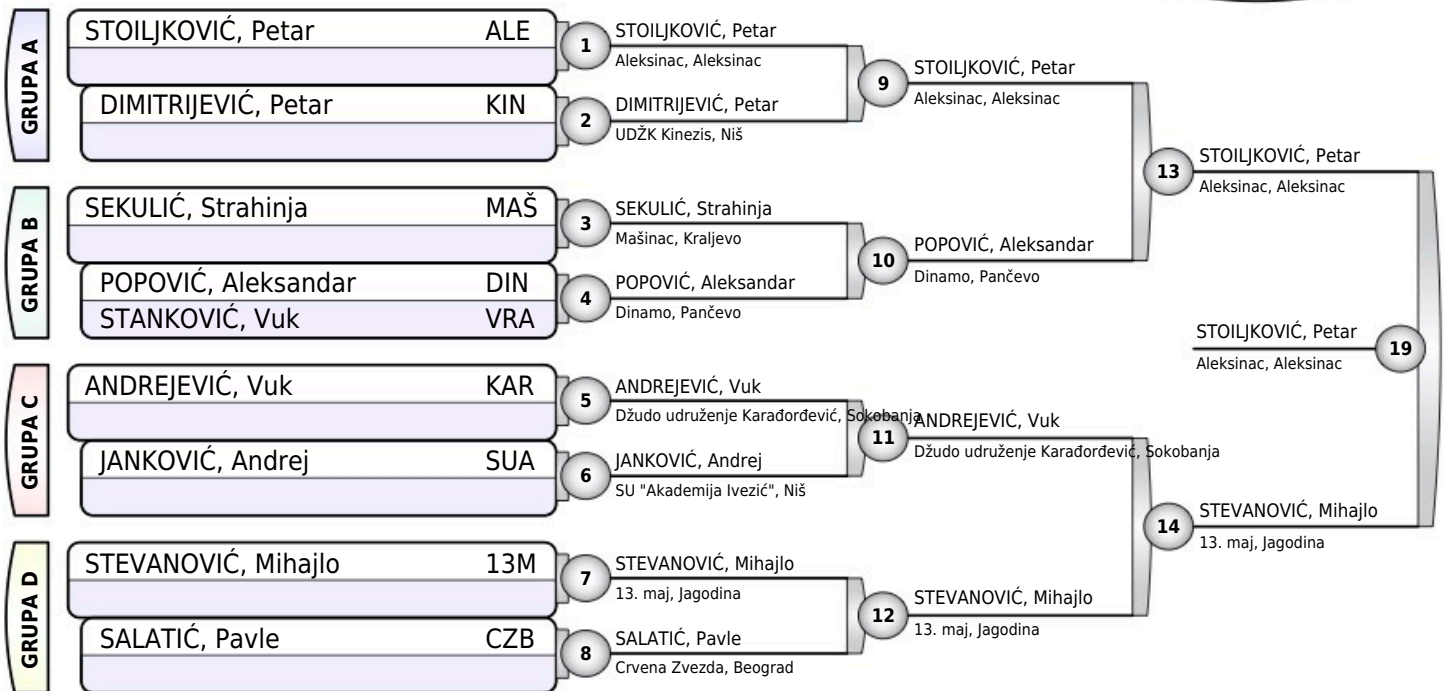 GRUPA A
STOILJKOVIĆ, Petar ALE
DIMITRIJEVIĆ, Petar KIN
GRUPA B
SEKULIĆ, Strahinja MAŠ
POPOVIĆ, Aleksandar DIN
STANKOVIĆ, Vuk VRA
GRUPA C
ANDREJEVIĆ, Vuk KAR
JANKOVIĆ, Andrej SUA
GRUPA D
STEVANOVIĆ, Mihajlo 13M
SALATIĆ, Pavle CZB
1
STOILJKOVIĆ, Petar
Aleksinac, Aleksinac
2
DIMITRIJEVIĆ, Petar
UDŽK Kinezis, Niš
3
SEKULIĆ, Strahinja
Mašinac, Kraljevo
4
POPOVIĆ, Aleksandar
Dinamo, Pančevo
5
ANDREJEVIĆ, Vuk
Džudo udruženje Karađorđević, Sokobanja
6
JANKOVIĆ, Andrej
SU "Akademija Ivezić", Niš
7
STEVANOVIĆ, Mihajlo
13. maj, Jagodina
8
SALATIĆ, Pavle
Crvena Zvezda, Beograd
9
STOILJKOVIĆ, Petar
Aleksinac, Aleksinac
10
POPOVIĆ, Aleksandar
Dinamo, Pančevo
11
ANDREJEVIĆ, Vuk
Džudo udruženje Karađorđević, Sokobanja
12
STEVANOVIĆ, Mihajlo
13. maj, Jagodina
13
STOILJKOVIĆ, Petar
Aleksinac, Aleksinac
14
STEVANOVIĆ, Mihajlo
13. maj, Jagodina
STOILJKOVIĆ, Petar
Aleksinac, Aleksinac
19